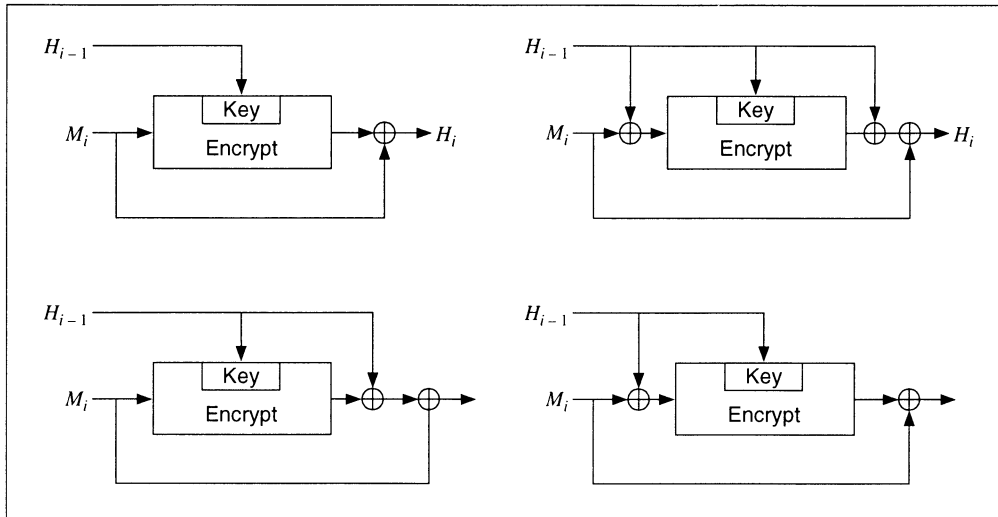 H_{i-1}
Key
M_i
Encrypt
H_i
H_{i-1}
Key
M_i
Encrypt
H_i
H_{i-1}
Key
M_i
Encrypt
H_{i-1}
Key
M_i
Encrypt